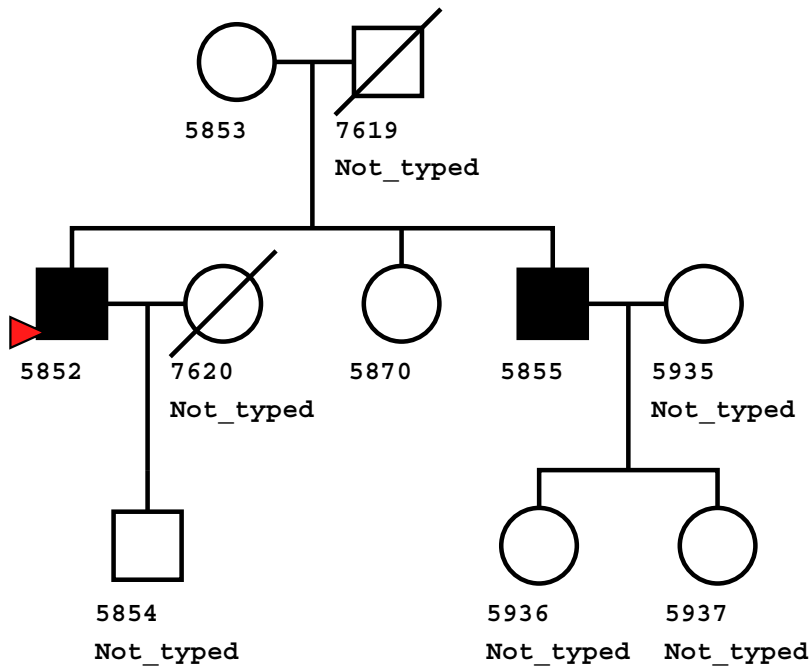 5853 7619
Not_typed
5852 7620 5870 5855 5935
Not_typed Not_typed
5854 5936 5937
Not_typed Not_typed Not_typed